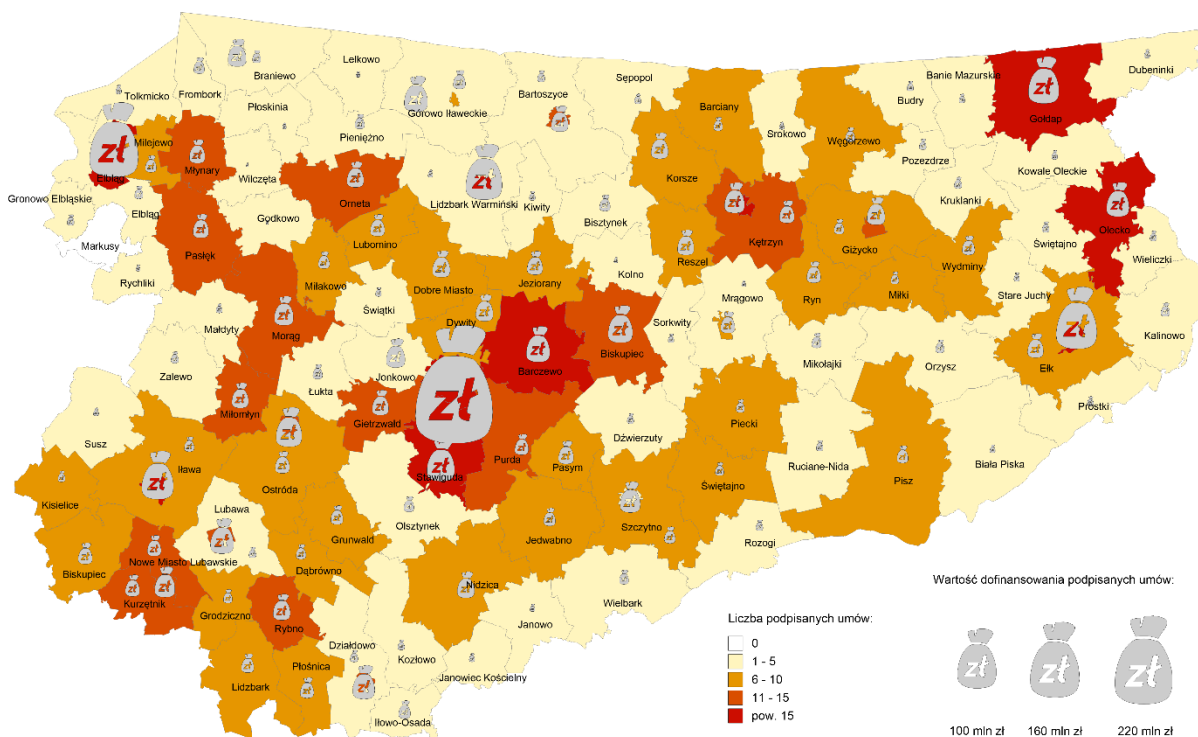 Lelkowo
Braniewo
Sępopol
Banie Mazurskie
Dubeninki
Tolkmicko
Frombork
Płoskinia
Górowo Iławeckie
Bartoszyce
Barciany
Budry
Gołdap
Milejewo
Młynary
Pieniężno
Srokowo
Węgorzewo
Pozezdrze
Kowale Oleckie
Elbląg
Wilczęta
Orneta
Lidzbark Warmiński
Kiwity
Korsze
Kruklanki
Gronowo Elbląskie
Elbląg
Godkowo
Lubomino
Bisztynek
Kętrzyn
Giżycko
Świętajno
Olecko
Markusy
Pasłęk
Reszel
Wydminy
Wieliczki
Rychliki
Miłakowo
Dobre Miasto
Jeziorany
Kolno
Ryn
Miłki
Stare Juchy
Małdyty
Morąg
Świątki
Dywity
Sorkwity
Mrągowo
Kalinowo
Zalewo
Łukta
Jonkowo
zł
Barczewo
Biskupiec
Mikołajki
Orzysz
Ełk
Susz
Miłomłyn
Gietrzwałd
Dźwierzuty
Piecki
Prostki
Iława
Ostróda
Stawiguda
Purda
Pasym
Ruciane-Nida
Pisz
Biała Piska
Kisielice
Lubawa
Olsztynek
Szczytno
Świętajno
Biskupiec
Nowe Miasto Lubawskie
Grunwald
Jedwabno
Rozogi
Kurzętnik
Dąbrówno
Nidzica
Wielbark
Grodziczno
Rybno
Janowo
Działdowo
Kozłowo
Janowiec Kościelny
Lidzbark
Płośnica
Iłowo-Osada
Liczba podpisanych umów:
0
1 - 5
6 - 10
11 - 15
pow. 15
Wartość dofinansowania podpisanych umów:
zł zł zł
100 mln zł 160 mln zł 220 mln zł